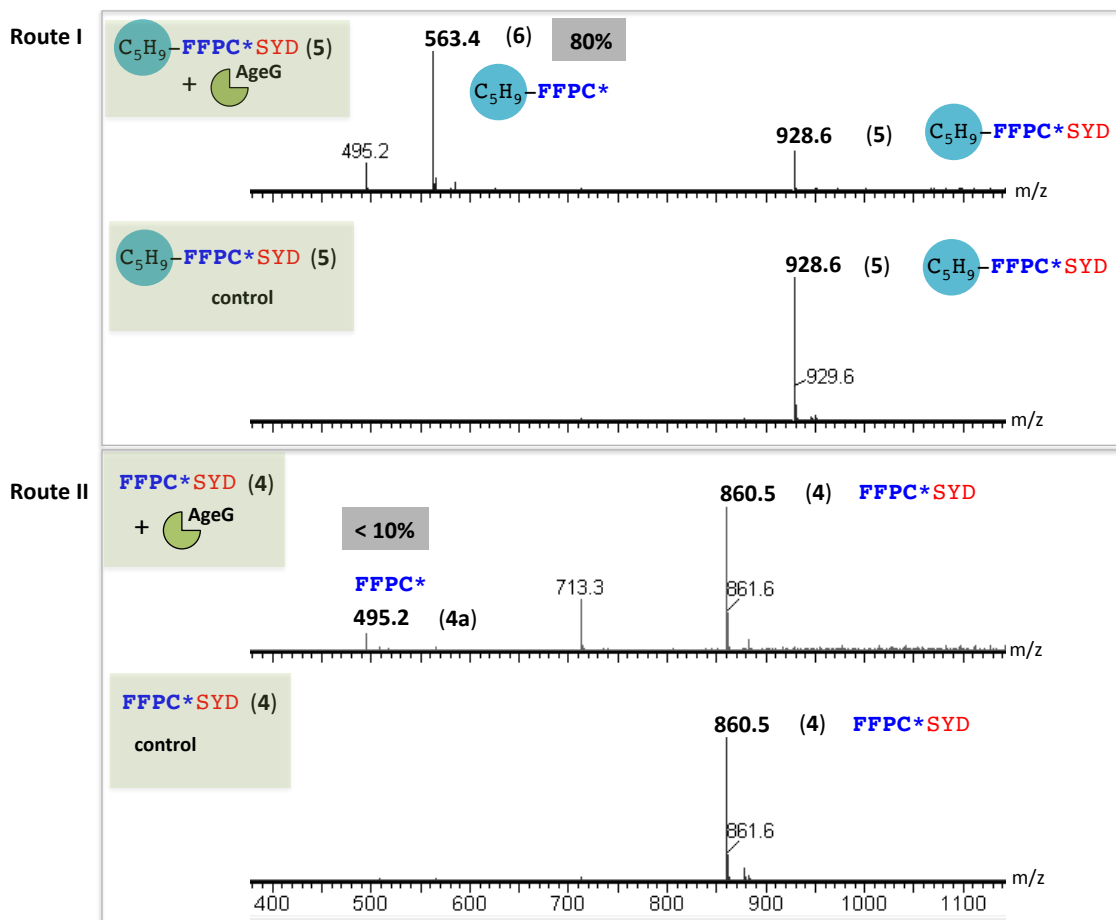 Route I
C5H9-FFPC*SYD (5)
+ AgeG
563.4 (6) 80%
C5H9-FFPC*
495.2
928.6 (5) C5H9-FFPC*SYD
m/z
C5H9-FFPC*SYD (5)
control
928.6 (5) C5H9-FFPC*SYD
929.6
m/z
Route II
FFPC*SYD (4)
+ AgeG
< 10%
FFPC*
495.2 (4a)
713.3
860.5 (4) FFPC*SYD
861.6
m/z
FFPC*SYD (4)
control
860.5 (4) FFPC*SYD
861.6
m/z
400 500 600 700 800 900 1000 1100